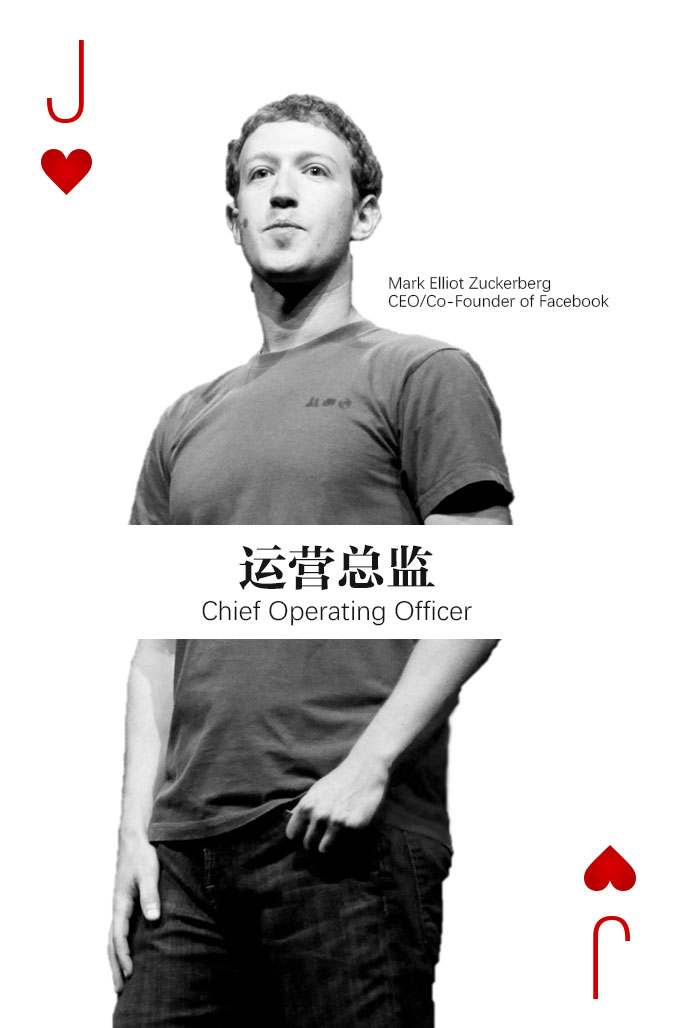 J
Mark Elliot Zuckerberg
CEO/Co-Founder of Facebook
运营总监
Chief Operating Officer
J